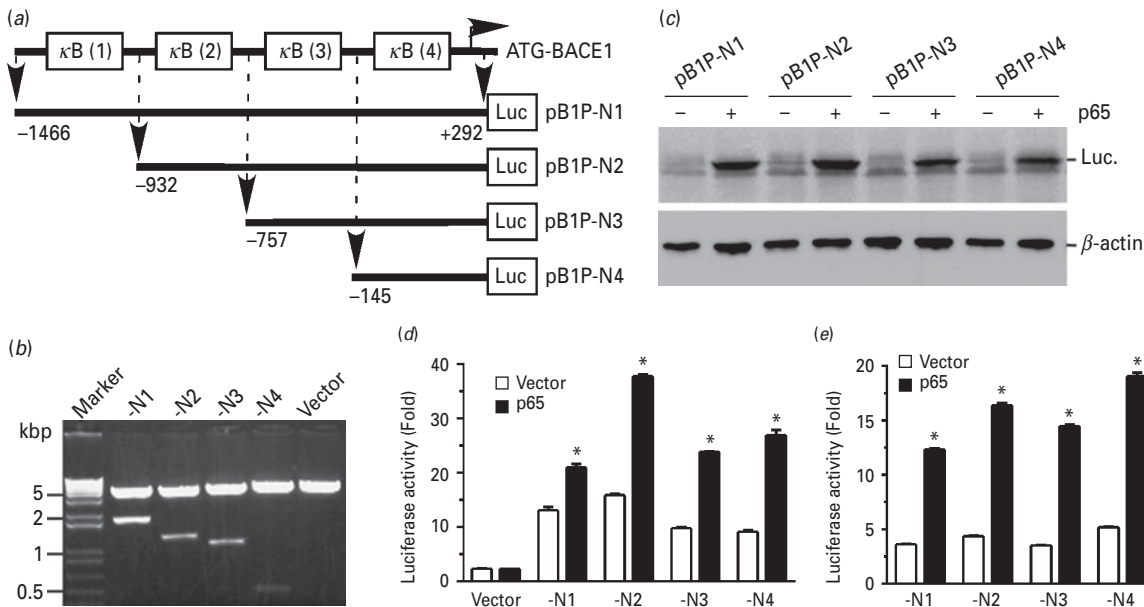 (a)
κB (1) κB (2) κB (3) κB (4) ATG-BACE1
Luc pB1P-N1
–1466 +292
Luc pB1P-N2
–932
Luc pB1P-N3
–757
Luc pB1P-N4
–145
(b)
Marker -N1 -N2 -N3 -N4 Vector
kbp
5
2
1
0.5
(c)
pB1P-N1 pB1P-N2 pB1P-N3 pB1P-N4
– + – + – + – + p65
Luc.
β-actin
(d)
Luciferase activity (Fold)
40
30
20
10
0
Vector
p65
* * * *
Vector -N1 -N2 -N3 -N4
(e)
Luciferase activity (Fold)
20
15
10
5
0
Vector
p65
* * * *
-N1 -N2 -N3 -N4